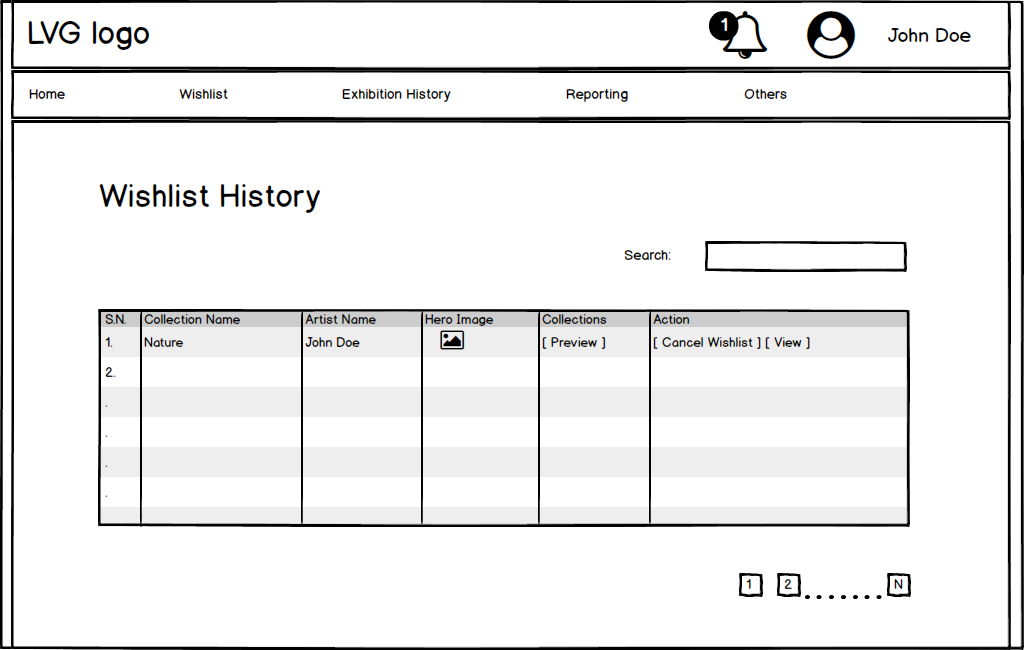 LVG logo
1
John Doe
Home Wishlist Exhibition History Reporting Others
Wishlist History
Search:
S.N. Collection Name Artist Name Hero Image Collections Action
1. Nature John Doe [ Preview ] [ Cancel Wishlist ] [ View ]
2.
.
.
.
.
1 2 ....... N